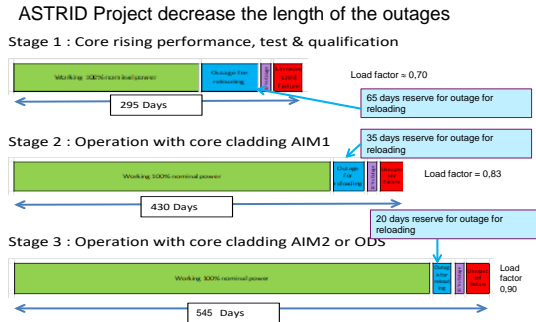 ASTRID Project decrease the length of the outages
Stage 1 : Core rising performance, test & qualification
Working 100% nominal power
Outage for
reloading
Load factor = 0,70
295 Days
65 days reserve for outage for
reloading
35 days reserve for outage for
reloading
Stage 2 : Operation with core cladding AIM1
Working 100% nominal power
Outage
for
reloading
Load factor = 0,83
430 Days
20 days reserve for outage for
reloading
Stage 3 : Operation with core cladding AIM2 or ODS
Working 100% nominal power
Load
factor
0,90
545 Days